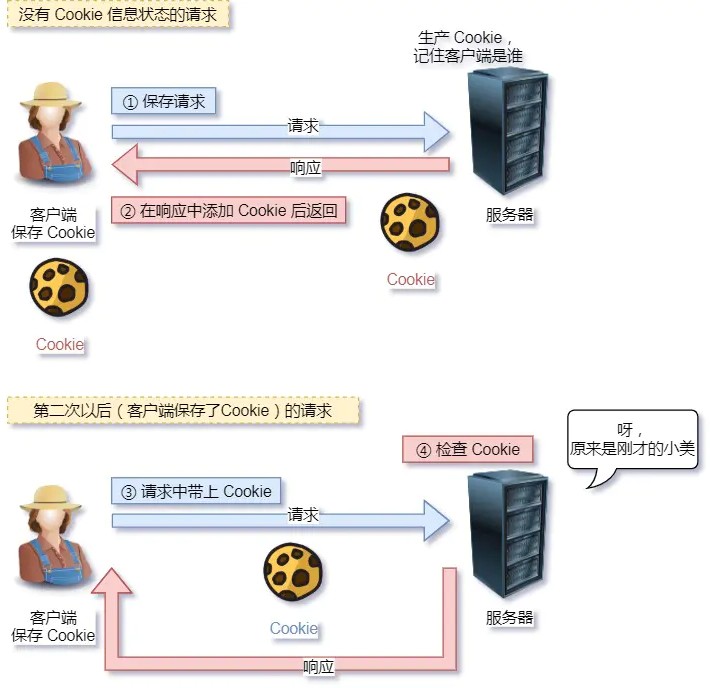 没有 Cookie 信息状态的请求
生产 Cookie，
记住客户端是谁
① 保存请求
请求
响应
② 在响应中添加 Cookie 后返回
客户端
保存 Cookie
服务器
Cookie
Cookie
第二次以后（客户端保存了Cookie）的请求
呀，
原来是刚才的小美
④ 检查 Cookie
③ 请求中带上 Cookie
请求
Cookie
客户端
保存 Cookie
服务器
响应